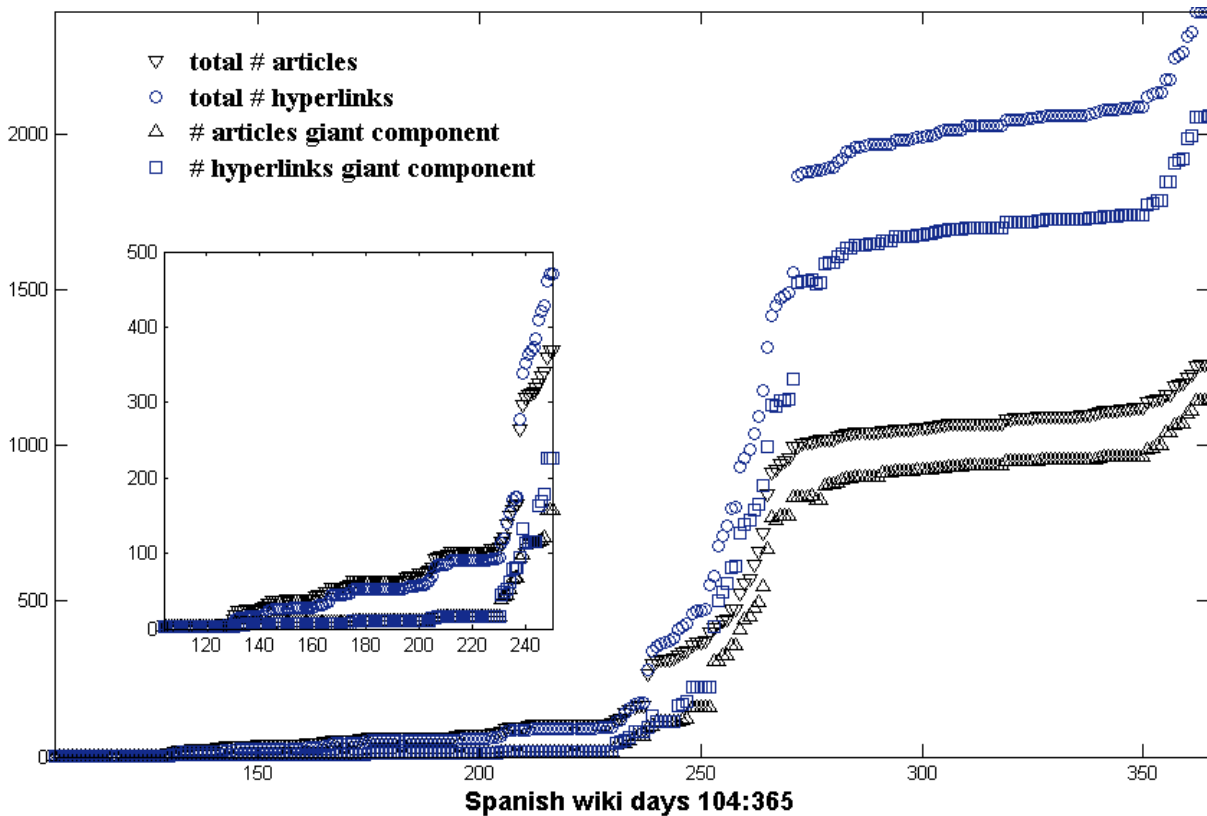 total # articles
total # hyperlinks
# articles giant component
# hyperlinks giant component
2000
1500
1000
500
0
500
400
300
200
100
0
120 140 160 180 200 220 240
150 200 250 300 350
Spanish wiki days 104:365